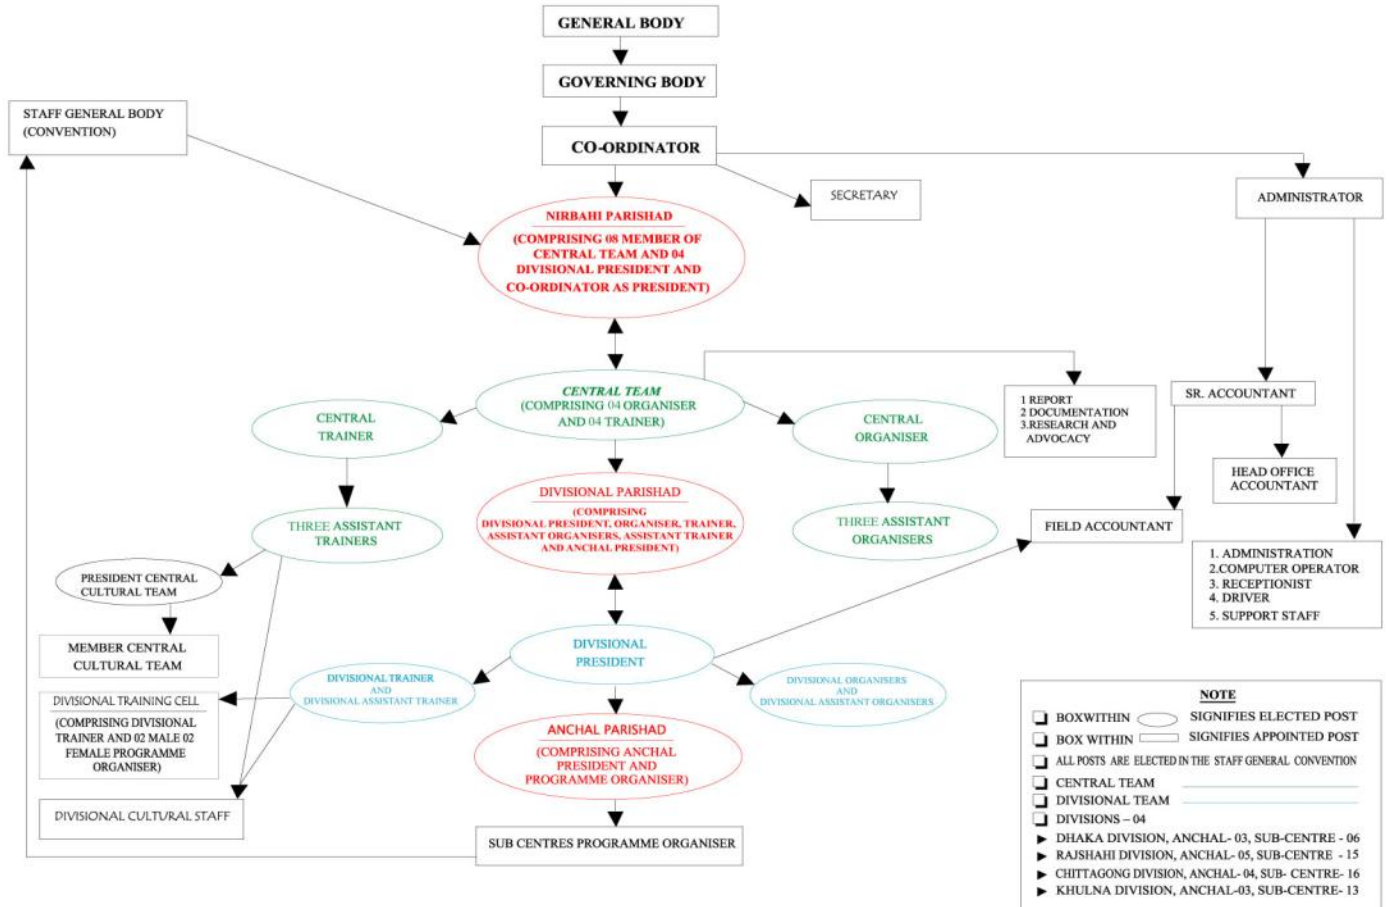 GENERAL BODY
GOVERNING BODY
STAFF GENERAL BODY
(CONVENTION)
CO-ORDINATOR
SECRETARY
ADMINISTRATOR
NIRBAHI PARISHAD
(COMPRISING 08 MEMBER OF
CENTRAL TEAM AND 04
DIVISIONAL PRESIDENT AND
CO-ORDINATOR AS PRESIDENT)
CENTRAL TEAM
(COMPRISING 04 ORGANISER
AND 04 TRAINER)
CENTRAL
TRAINER
CENTRAL
ORGANISER
1 REPORT
2 DOCUMENTATION
3.RESEARCH AND
ADVOCACY
SR. ACCOUNTANT
HEAD OFFICE
ACCOUNTANT
DIVISIONAL PARISHAD
(COMPRISING
DIVISIONAL PRESIDENT, ORGANISER, TRAINER,
ASSISTANT ORGANISERS, ASSISTANT TRAINER
AND ANCHAL PRESIDENT)
THREE ASSISTANT
TRAINERS
THREE ASSISTANT
ORGANISERS
FIELD ACCOUNTANT
1. ADMINISTRATION
2.COMPUTER OPERATOR
3. RECEPTIONIST
4. DRIVER
5. SUPPORT STAFF
PRESIDENT CENTRAL
CULTURAL TEAM
MEMBER CENTRAL
CULTURAL TEAM
DIVISIONAL
PRESIDENT
DIVISIONAL TRAINER
AND
DIVISIONAL ASSISTANT TRAINER
DIVISIONAL ORGANISERS
AND
DIVISIONAL ASSISTANT ORGANISERS
DIVISIONAL TRAINING CELL
(COMPRISING DIVISIONAL
TRAINER AND 02 MALE 02
FEMALE PROGRAMME
ORGANISER)
ANCHAL PARISHAD
(COMPRISING ANCHAL
PRESIDENT AND
PROGRAMME ORGANISER)
DIVISIONAL CULTURAL STAFF
SUB CENTRES PROGRAMME ORGANISER
NOTE
BOXWITHIN SIGNIFIES ELECTED POST
BOX WITHIN SIGNIFIES APPOINTED POST
ALL POSTS ARE ELECTED IN THE STAFF GENERAL CONVENTION
CENTRAL TEAM
DIVISIONAL TEAM
DIVISIONS – 04
DHAKA DIVISION, ANCHAL- 03, SUB-CENTRE - 06
RAJSHAHI DIVISION, ANCHAL- 05, SUB-CENTRE - 15
CHITTAGONG DIVISION, ANCHAL- 04, SUB- CENTRE- 16
KHULNA DIVISION, ANCHAL-03, SUB-CENTRE- 13